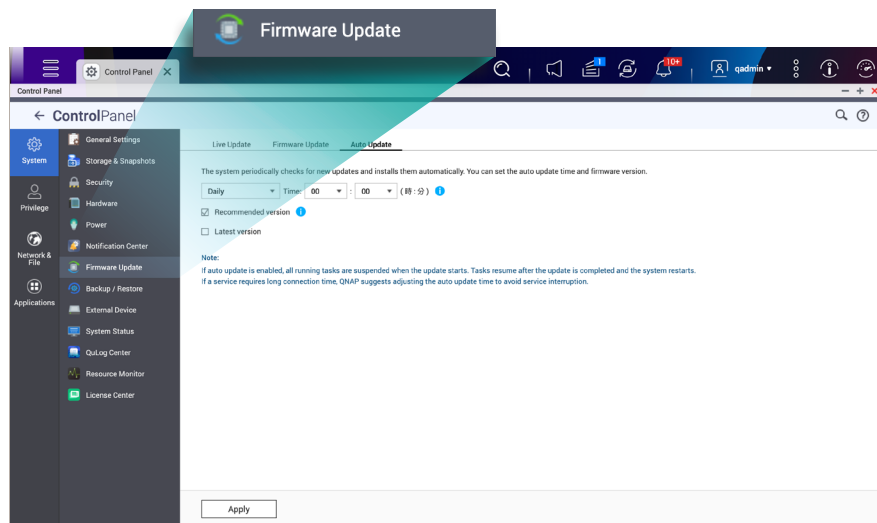 Firmware Update
Control Panel
1
10+
qadmin
Control Panel
ControlPanel
System
Privilege
Network & File
Applications
General Settings
Storage & Snapshots
Security
Hardware
Power
Notification Center
Firmware Update
Backup / Restore
External Device
System Status
QuLog Center
Resource Monitor
License Center
Live Update Firmware Update Auto Update
The system periodically checks for new updates and installs them automatically. You can set the auto update time and firmware version.
Daily Time: 00 : 00 (時:分)
Recommended version
Latest version
Note:
If auto update is enabled, all running tasks are suspended when the update starts. Tasks resume after the update is completed and the system restarts.
If a service requires long connection time, QNAP suggests adjusting the auto update time to avoid service interruption.
Apply